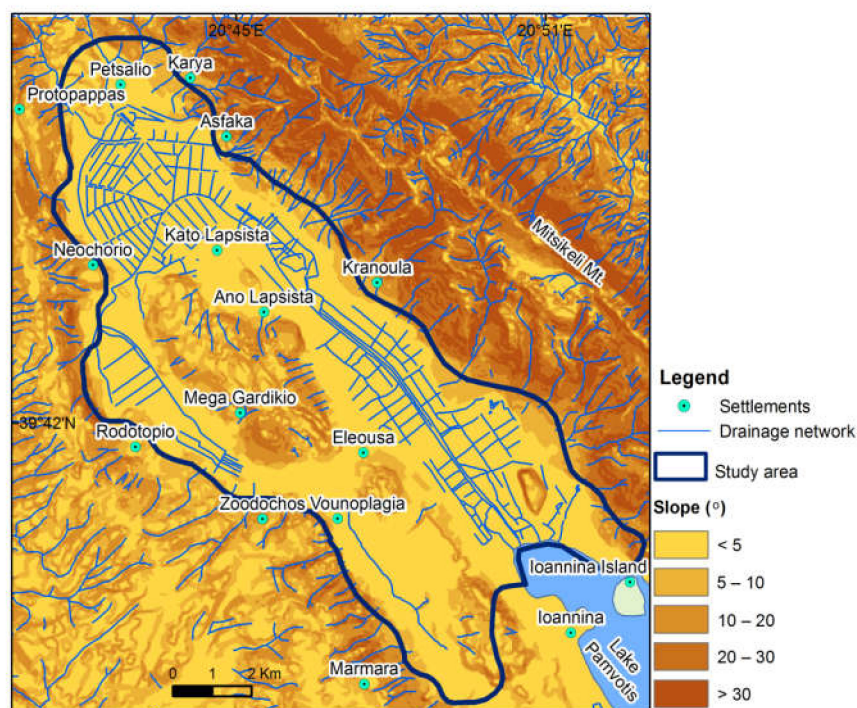 20°45'E
20°51'E
Petsalio
Karya
Protopappas
Asfaka
Mitsikeli Mt.
Neochorio
Kato Lapsista
Kranoula
Ano Lapsista
Mega Gardikio
39°42'N
Rodotopio
Eleousa
Zoodochos
Vounoplagia
Ioannina Island
Ioannina
Lake
Pamvotis
Marmara
0 1 2 Km
Legend
Settlements
Drainage network
Study area
Slope (°)
< 5
5 – 10
10 – 20
20 – 30
> 30